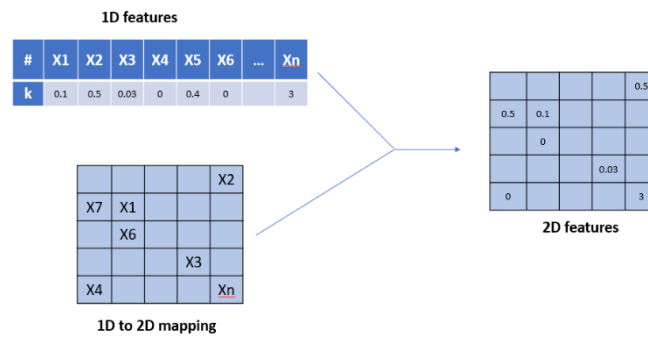 1D features
# X1 X2 X3 X4 X5 X6 ... Xn
k 0.1 0.5 0.03 0 0.4 0 3
X2
X7 X1
X6
X3
X4 Xn
1D to 2D mapping
0.5
0.5 0.1
0
0.03
0 3
2D features